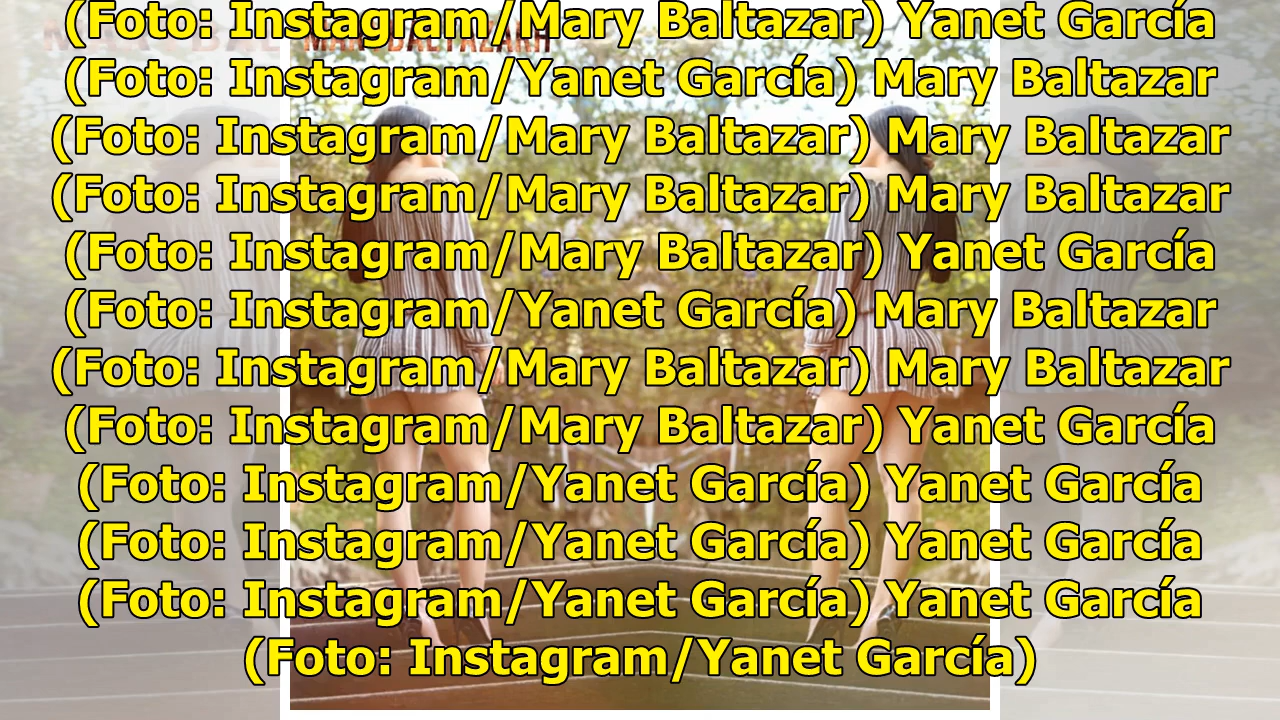 (Foto: Instagram/Mary Baltazar) Yanet García
(Foto: Instagram/Yanet García) Mary Baltazar
(Foto: Instagram/Mary Baltazar) Mary Baltazar
(Foto: Instagram/Mary Baltazar) Mary Baltazar
(Foto: Instagram/Mary Baltazar) Yanet García
(Foto: Instagram/Yanet García) Mary Baltazar
(Foto: Instagram/Mary Baltazar) Mary Baltazar
(Foto: Instagram/Mary Baltazar) Yanet García
(Foto: Instagram/Yanet García) Yanet García
(Foto: Instagram/Yanet García) Yanet García
(Foto: Instagram/Yanet García) Yanet García
(Foto: Instagram/Yanet García)